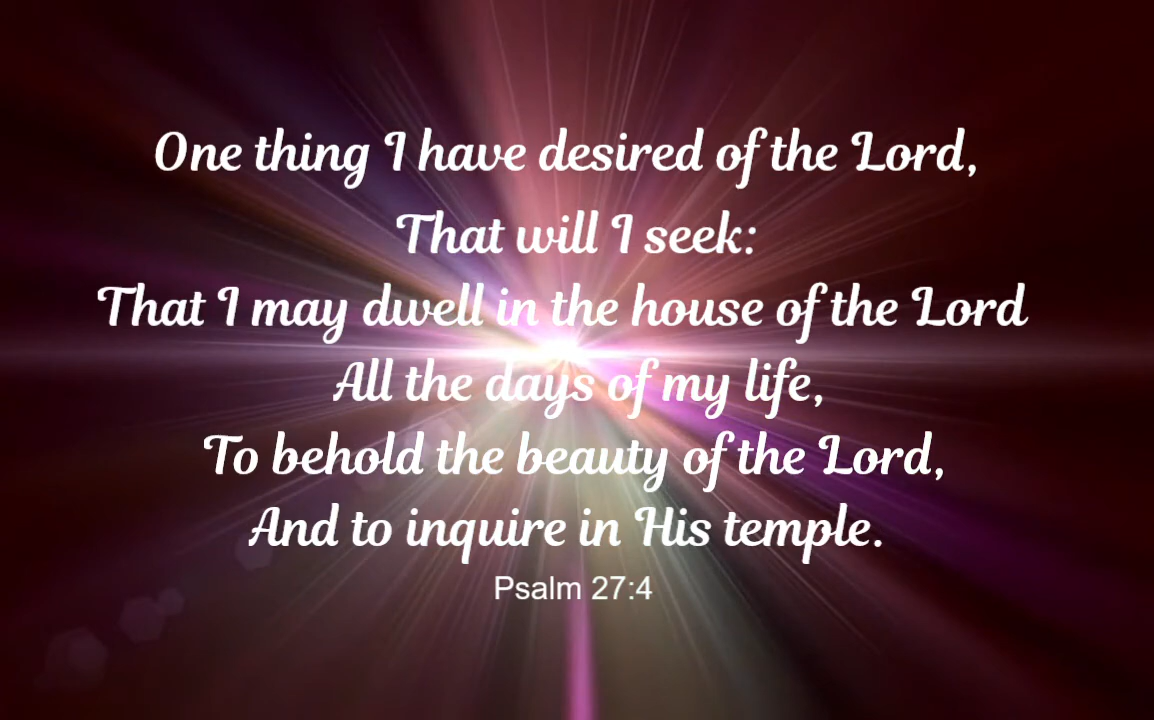 One thing I have desired of the Lord,
That will I seek:
That I may dwell in the house of the Lord
All the days of my life,
To behold the beauty of the Lord,
And to inquire in His temple.
Psalm 27:4